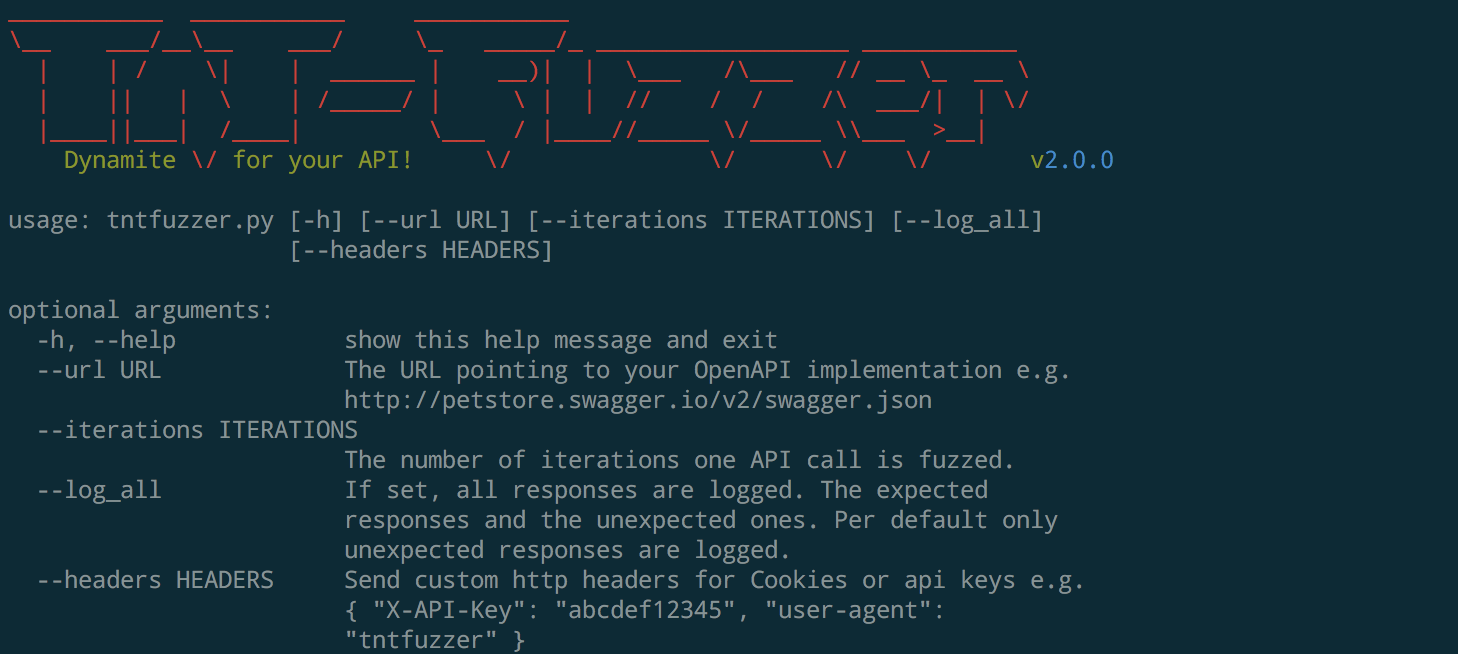 TnT-Fuzzer
Dynamite for your API! v2.0.0
usage: tntfuzzer.py [-h] [--url URL] [--iterations ITERATIONS] [--log_all]
[--headers HEADERS]
optional arguments:
-h, --help show this help message and exit
--url URL The URL pointing to your OpenAPI implementation e.g.
http://petstore.swagger.io/v2/swagger.json
--iterations ITERATIONS
The number of iterations one API call is fuzzed.
--log_all If set, all responses are logged. The expected
responses and the unexpected ones. Per default only
unexpected responses are logged.
--headers HEADERS Send custom http headers for Cookies or api keys e.g.
{ "X-API-Key": "abcdef12345", "user-agent":
"tntfuzzer" }